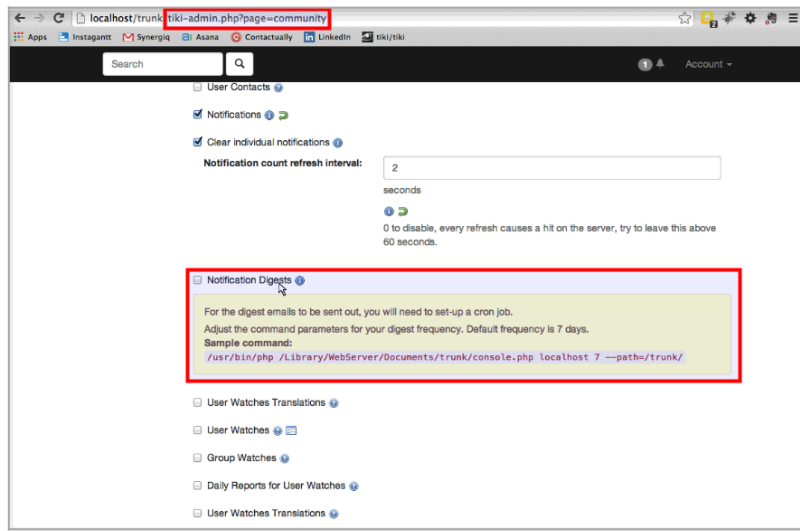 localhost/trunk/tiki-admin.php?page=community
2
Apps Instagantt Synergiq Asana Contactually LinkedIn tiki/tiki
Search
1 Account
User Contacts
Notifications
Clear individual notifications
Notification count refresh interval:
2
seconds
0 to disable, every refresh causes a hit on the server, try to leave this above
60 seconds.
Notification Digests
For the digest emails to be sent out, you will need to set-up a cron job.
Adjust the command parameters for your digest frequency. Default frequency is 7 days.
Sample command:
/usr/bin/php /Library/WebServer/Documents/trunk/console.php localhost 7 --path=/trunk/
User Watches Translations
User Watches
Group Watches
Daily Reports for User Watches
User Watches Translations